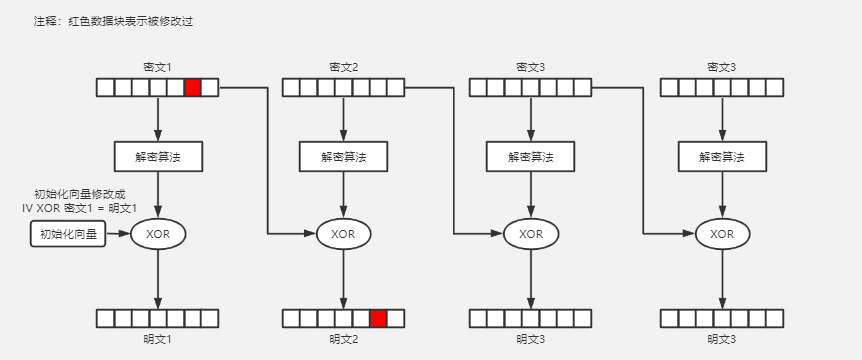 注释：红色数据块表示被修改过
密文1 密文2 密文3 密文3
解密算法 解密算法 解密算法 解密算法
初始化向量修改成
IV XOR 密文1 = 明文1
初始化向量 XOR XOR XOR XOR
明文1 明文2 明文3 明文3